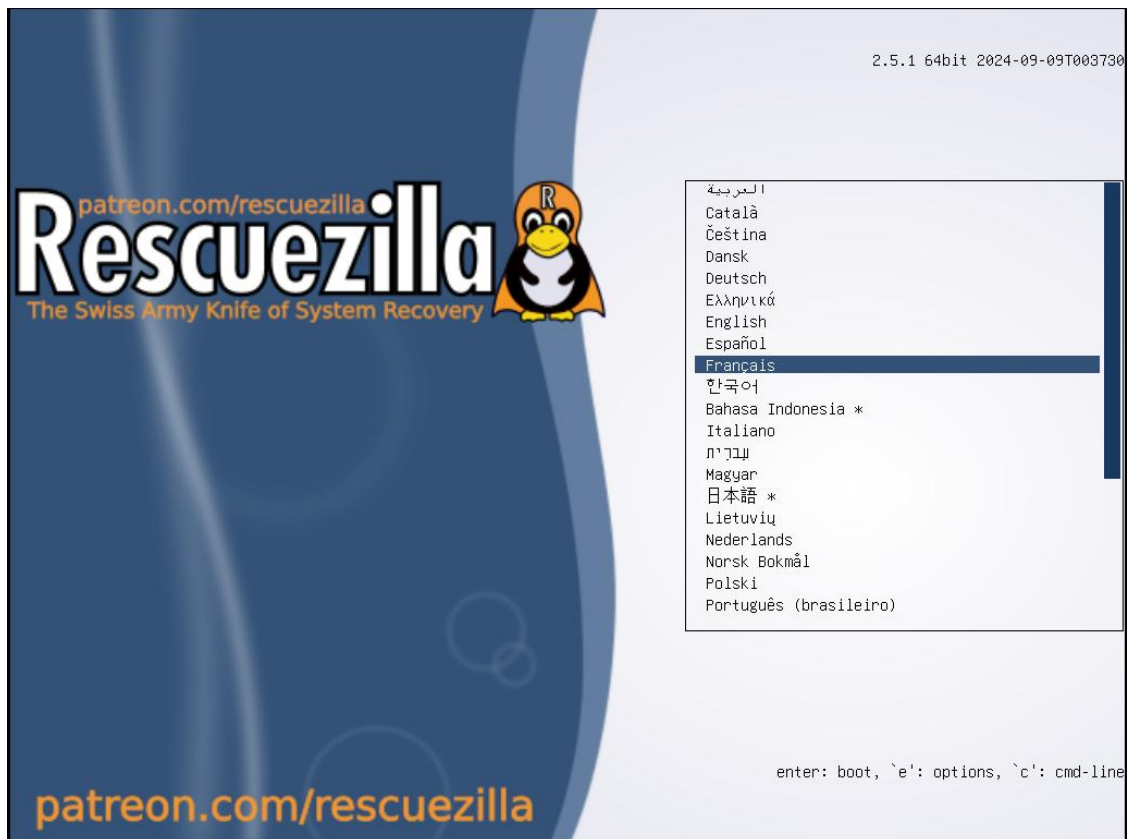 2.5.1 64bit 2024-09-09T003730
patreon.com/rescuezilla
Rescuezilla
R
The Swiss Army Knife of System Recovery
العربية
Català
Čeština
Dansk
Deutsch
Ελληνικά
English
Español
Français
한국어
Bahasa Indonesia *
Italiano
עִבְרִית
Magyar
日本語 *
Lietuvių
Nederlands
Norsk Bokmål
Polski
Português (brasileiro)
enter: boot, `e': options, `c': cmd-line
patreon.com/rescuezilla